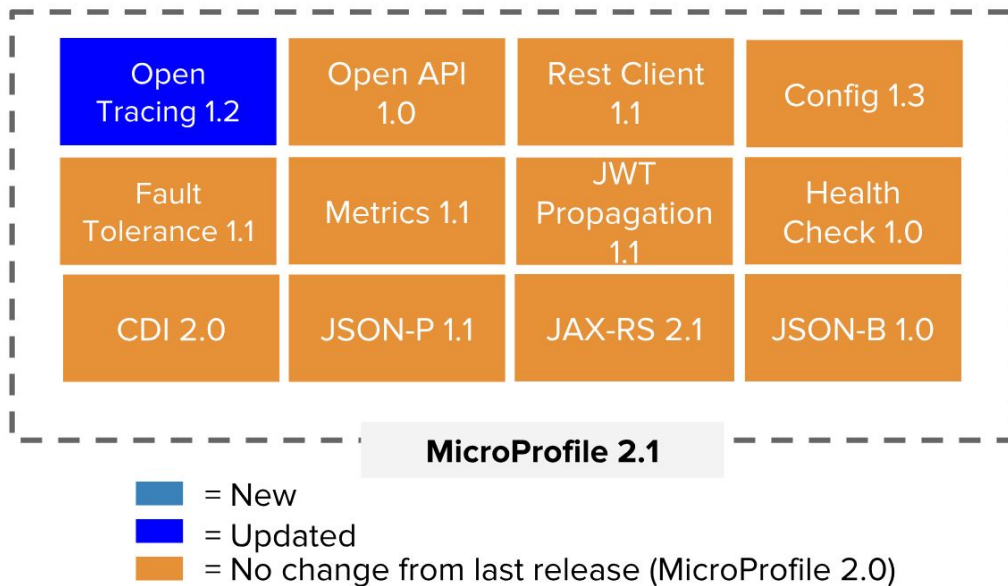 Open
Tracing 1.2
Open API
1.0
Rest Client
1.1
Config 1.3
Fault
Tolerance 1.1
Metrics 1.1
JWT
Propagation
1.1
Health
Check 1.0
CDI 2.0
JSON-P 1.1
JAX-RS 2.1
JSON-B 1.0
MicroProfile 2.1
= New
= Updated
= No change from last release (MicroProfile 2.0)